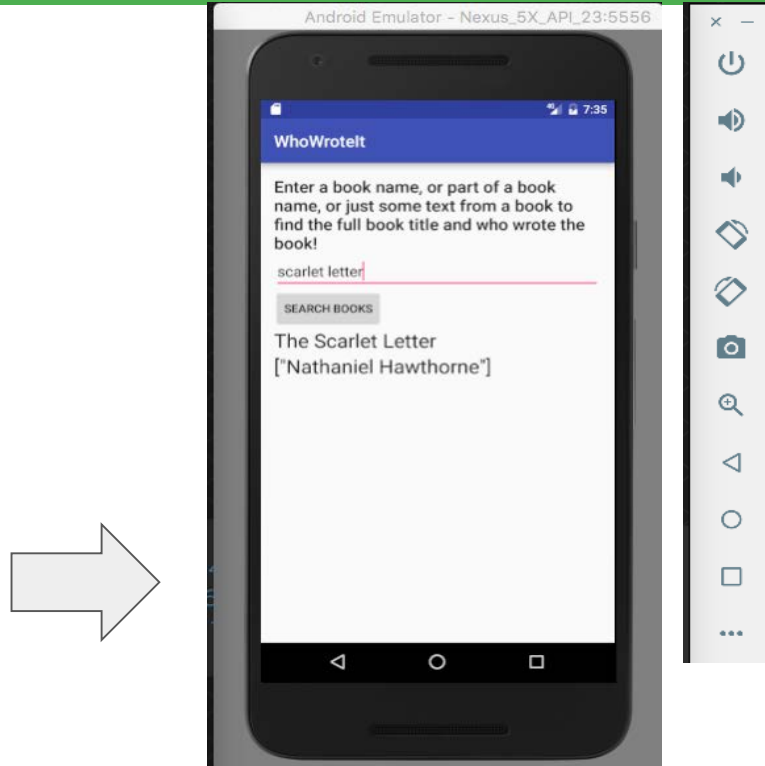 Android Emulator - Nexus_5X_API_23:5556
4G 7:35
WhoWroteIt
Enter a book name, or part of a book
name, or just some text from a book to
find the full book title and who wrote the
book!
scarlet letter
SEARCH BOOKS
The Scarlet Letter
["Nathaniel Hawthorne"]